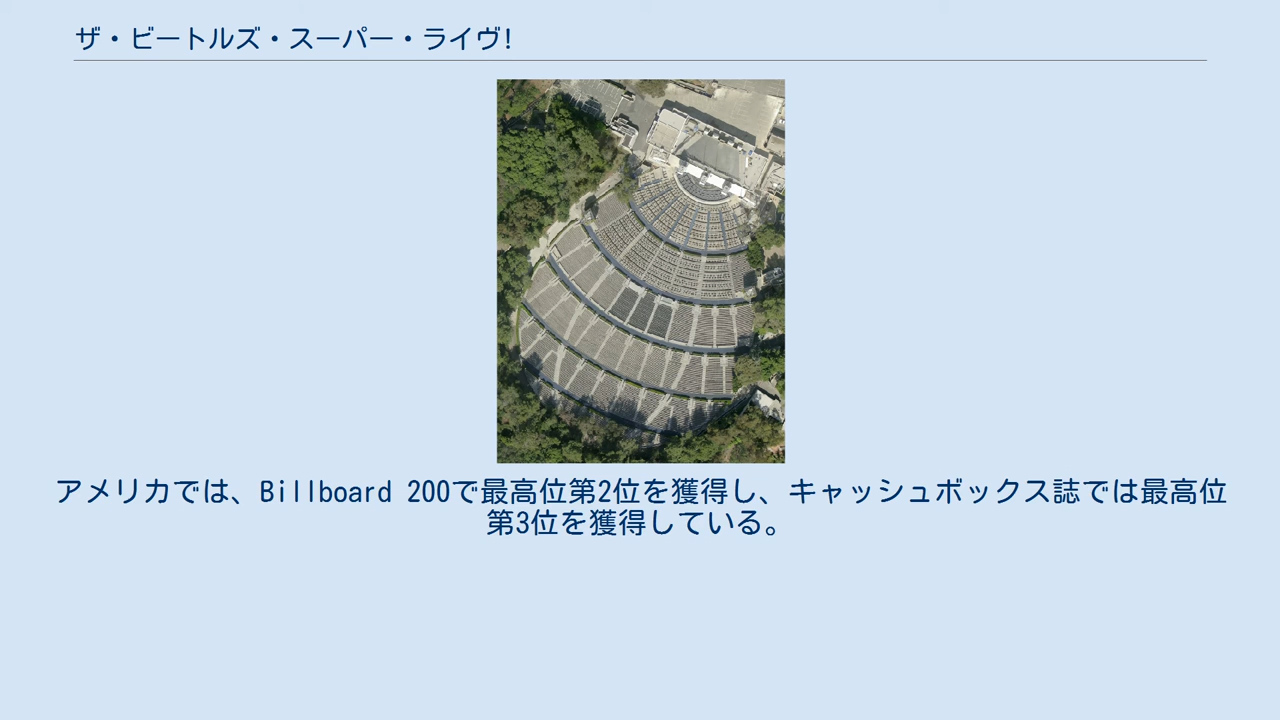 ザ・ビートルズ・スーパー・ライヴ!
アメリカでは、Billboard 200で最高位第2位を獲得し、キャッシュボックス誌では最高位
第3位を獲得している。